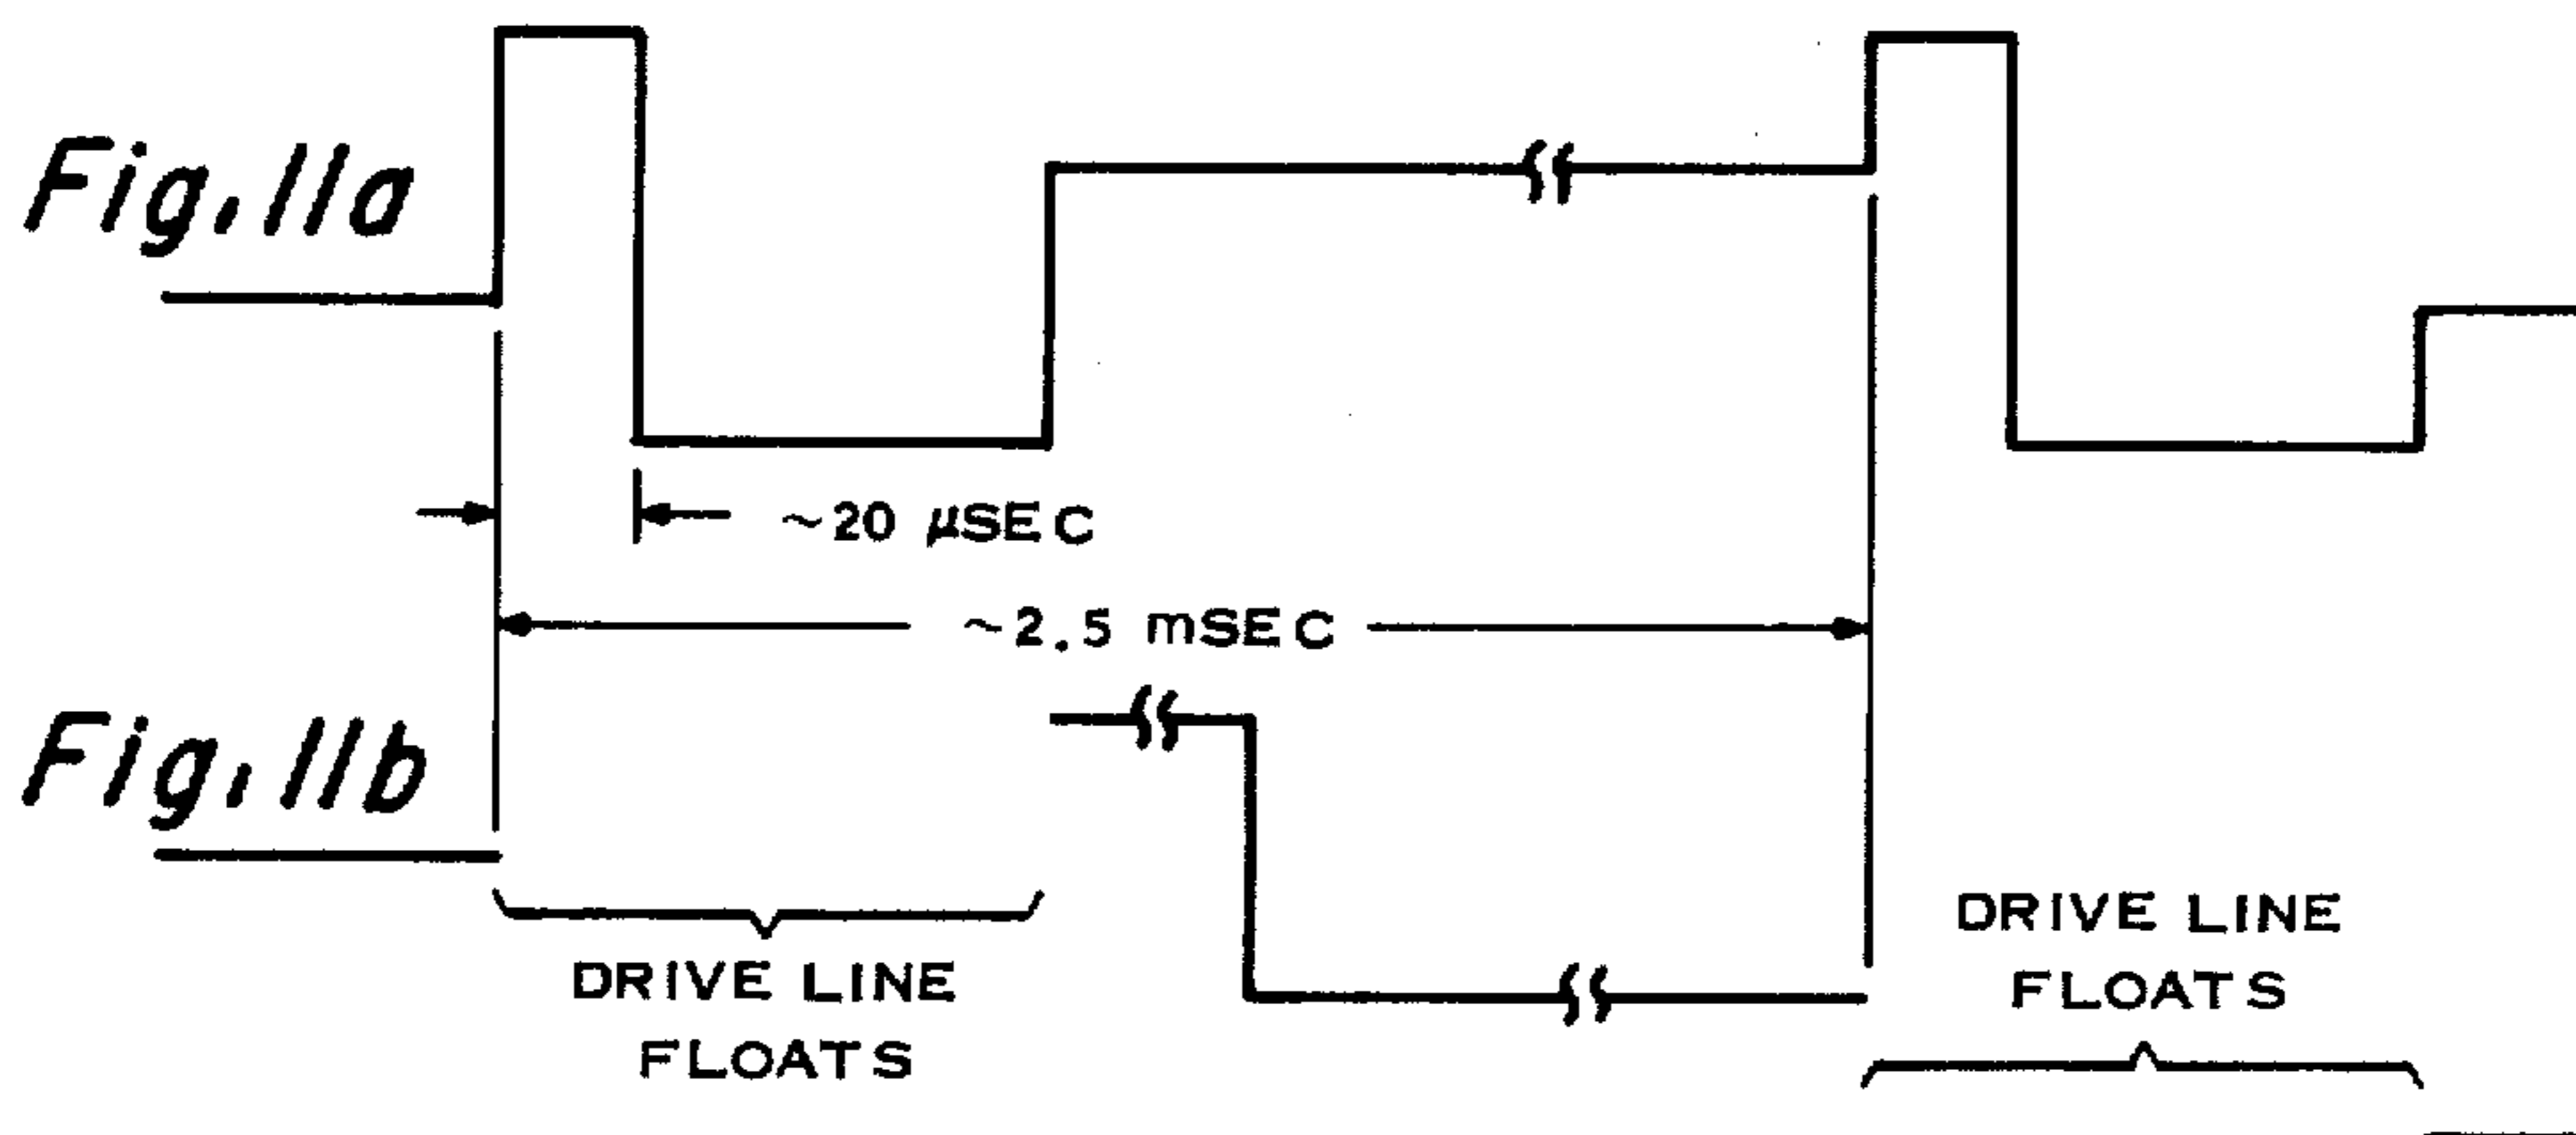 Fig. 11a
~20 µSEC
~2.5 mSEC
Fig. 11b
DRIVE LINE
FLOATS
DRIVE LINE
FLOATS